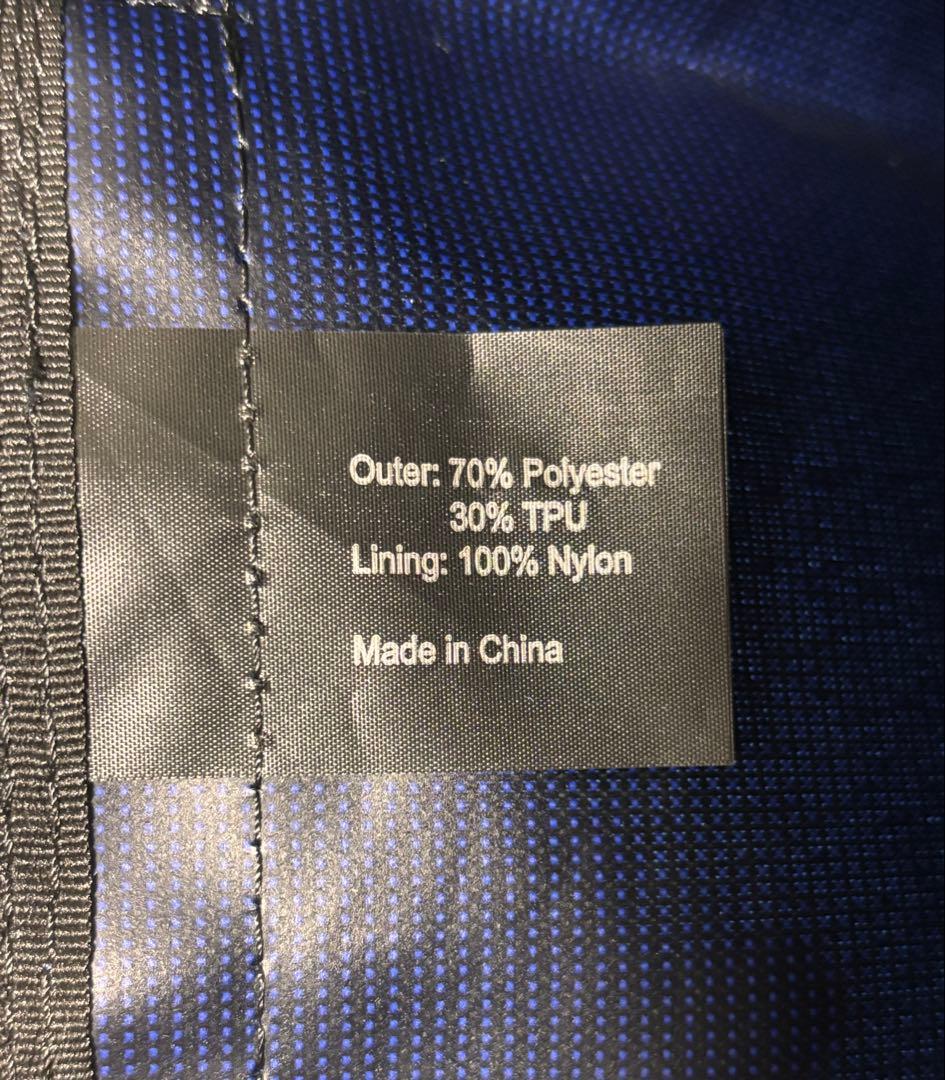 Outer: 70% Polyester
30% TPU
Lining: 100% Nylon
Made in China